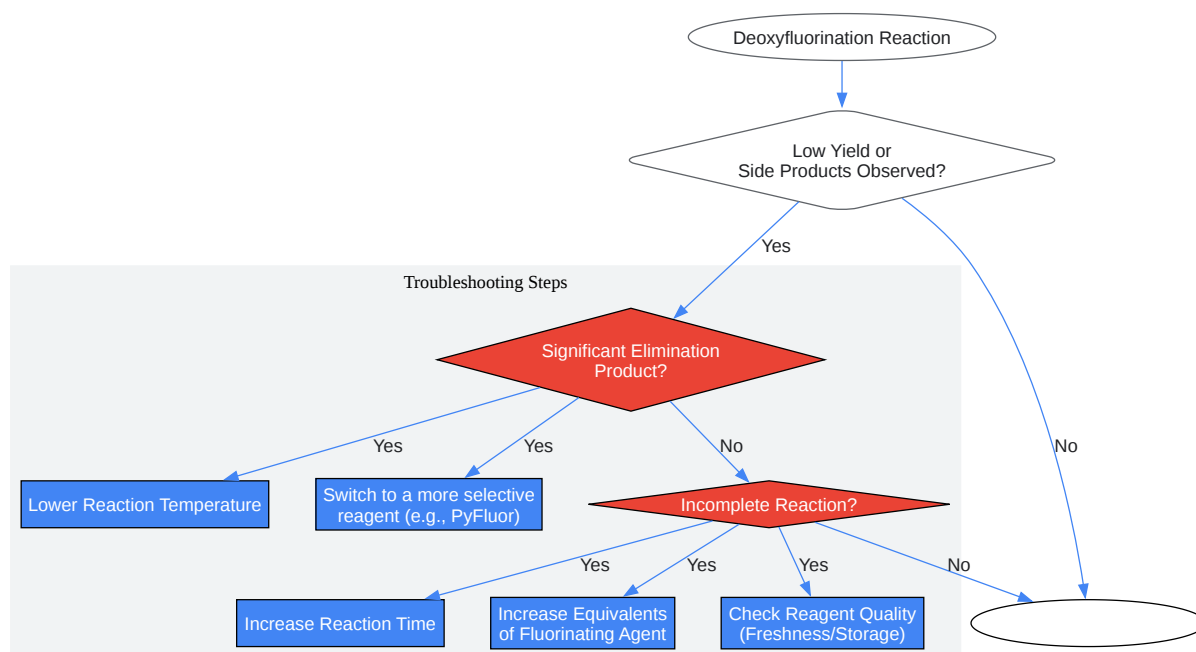 Deoxyfluorination Reaction
Low Yield or
Side Products Observed?
Yes
Troubleshooting Steps
Significant Elimination
Product?
Yes
Yes
No
No
Lower Reaction Temperature
Switch to a more selective
reagent (e.g., PyFluor)
Incomplete Reaction?
Yes
Yes
Yes
No
Increase Reaction Time
Increase Equivalents
of Fluorinating Agent
Check Reagent Quality
(Freshness/Storage)